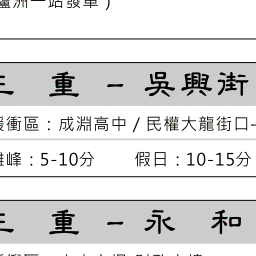 蘆洲一站發車）
三 重 – 吳興街
緩衝區：成淵高中 / 民權大龍街口-
離峰：5-10分 假日：10-15分
三 重 – 永 和